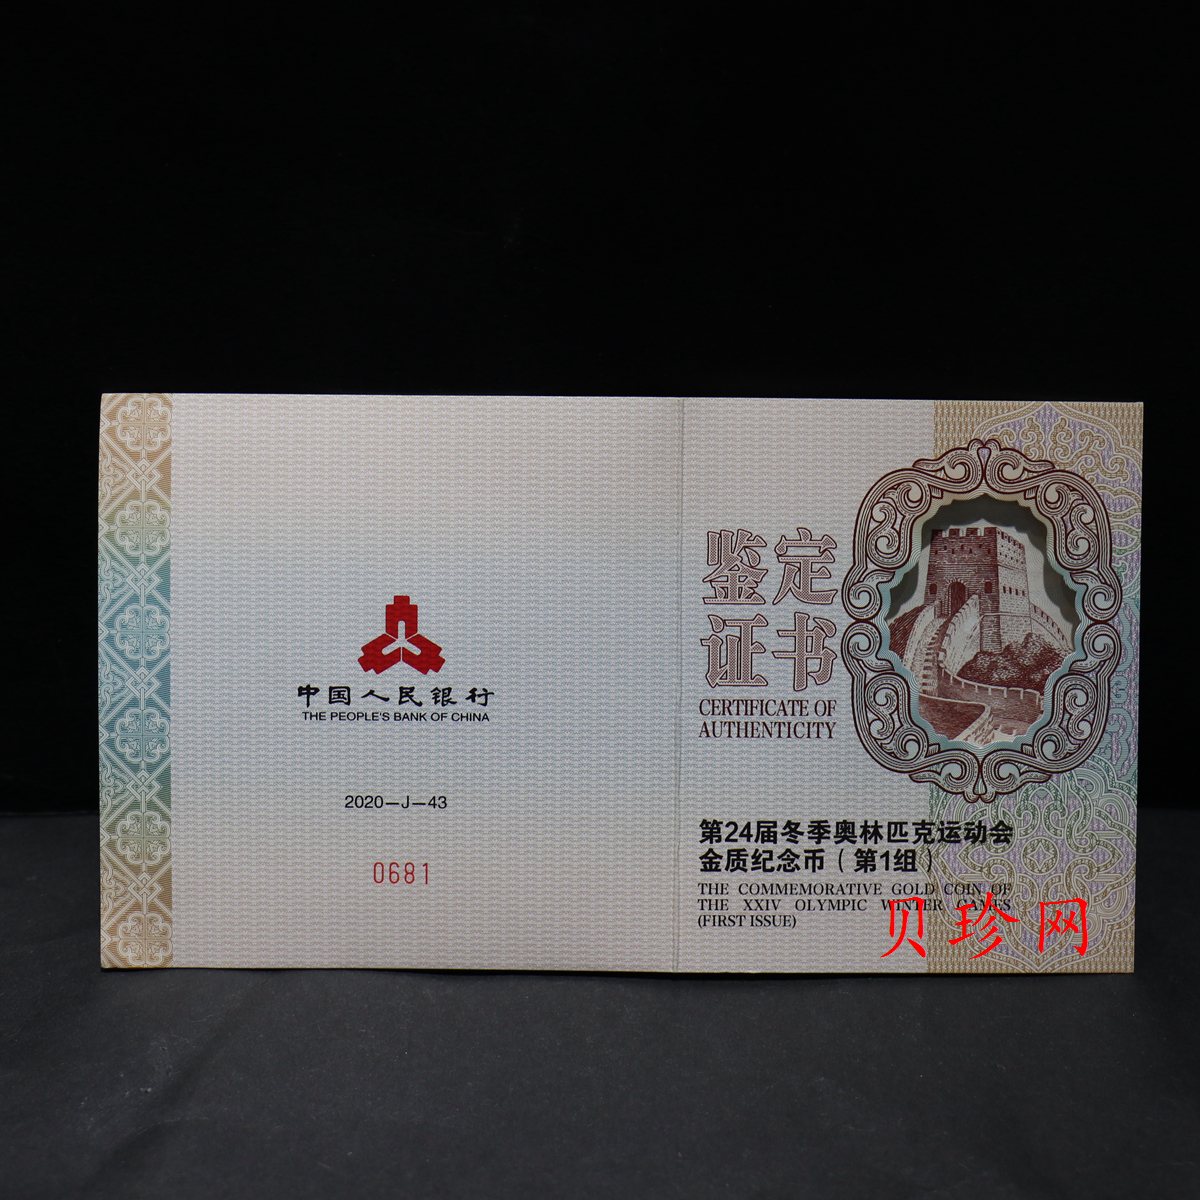 中国人民银行
THE PEOPLE'S BANK OF CHINA
2020—J—43
0681
鉴定
证书
CERTIFICATE OF
AUTHENTICITY
第24届冬季奥林匹克运动会
金质纪念币（第1组）
THE COMMEMORATIVE GOLD COIN OF
THE XXIV OLYMPIC WINTER GAMES
(FIRST ISSUE)
贝珍网